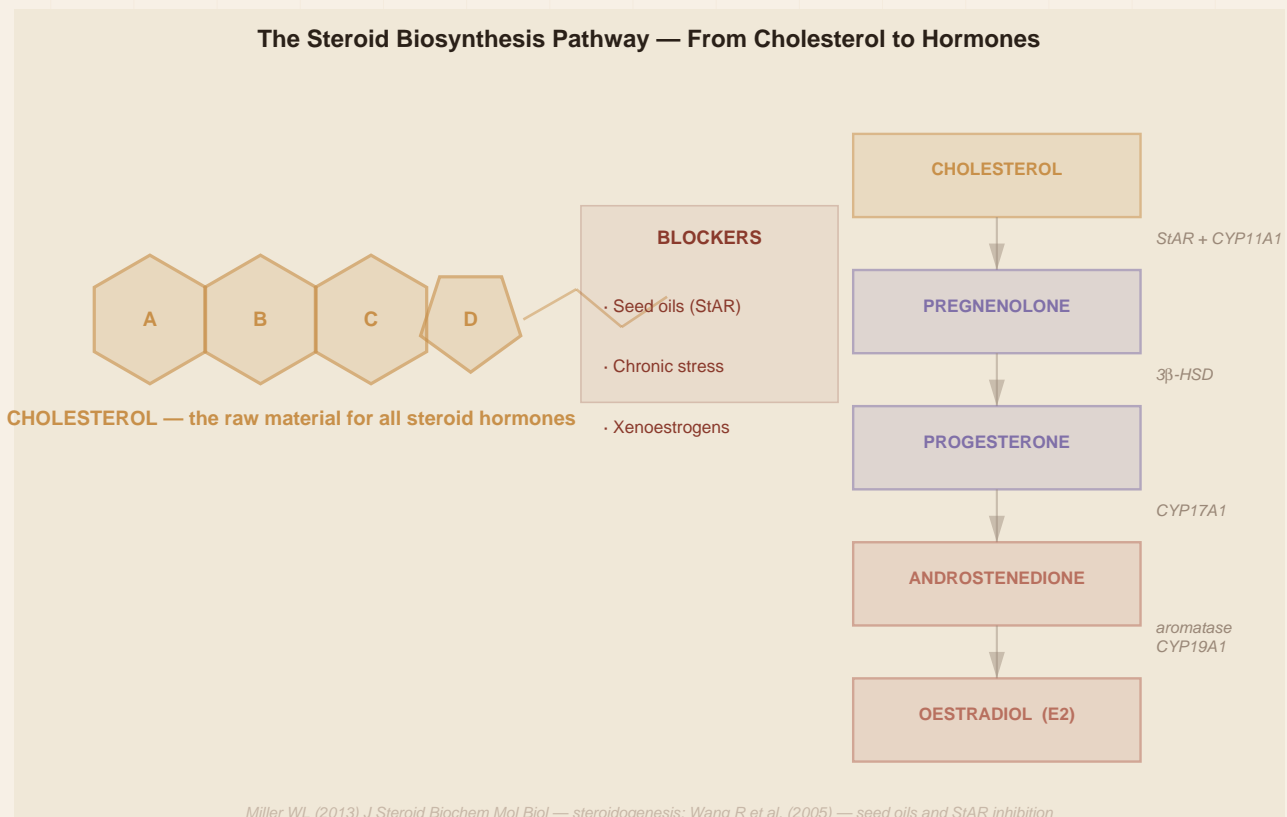 The Steroid Biosynthesis Pathway — From Cholesterol to Hormones
A
B
C
D
CHOLESTEROL — the raw material for all steroid hormones
BLOCKERS
· Seed oils (StAR)
· Chronic stress
· Xenoestrogens
CHOLESTEROL
StAR + CYP11A1
PREGNENOLONE
3β-HSD
PROGESTERONE
CYP17A1
ANDROSTENEDIONE
aromatase
CYP19A1
OESTRADIOL (E2)
Miller WL (2013) J Steroid Biochem Mol Biol — steroidogenesis; Wang R et al. (2005) — seed oils and StAR inhibition